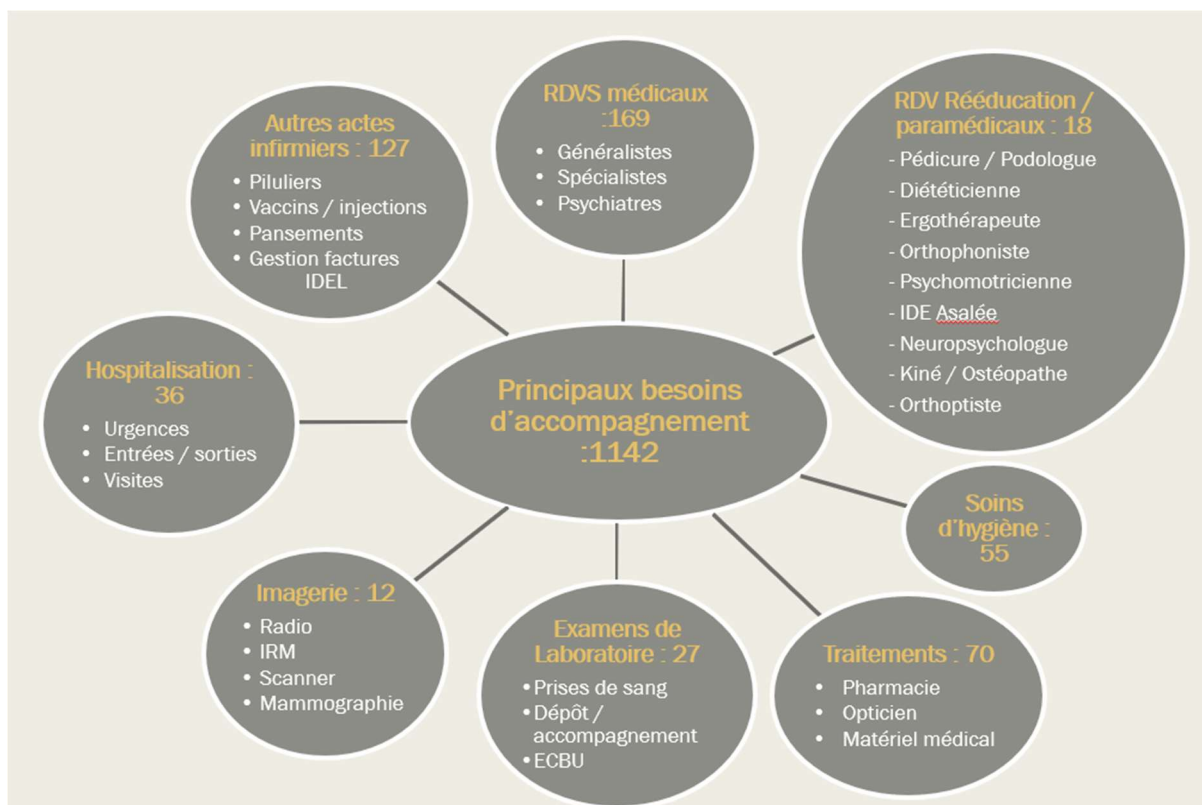 RDVS médicaux
:169
• Généralistes
• Spécialistes
• Psychiatres
RDV Rééducation /
paramédicaux : 18
- Pédicure / Podologue
- Diététicienne
- Ergothérapeute
- Orthophoniste
- Psychomotricienne
- IDE Asalée
- Neuropsychologue
- Kiné / Ostéopathe
- Orthoptiste
Autres actes
infirmiers : 127
• Piluliers
• Vaccins / injections
• Pansements
• Gestion factures
IDEL
Hospitalisation :
36
• Urgences
• Entrées / sorties
• Visites
Principaux besoins
d'accompagnement
:1142
Soins
d'hygiène :
55
Imagerie : 12
• Radio
• IRM
• Scanner
• Mammographie
Examens de
Laboratoire : 27
• Prises de sang
• Dépôt /
accompagnement
• ECBU
Traitements : 70
• Pharmacie
• Opticien
• Matériel médical